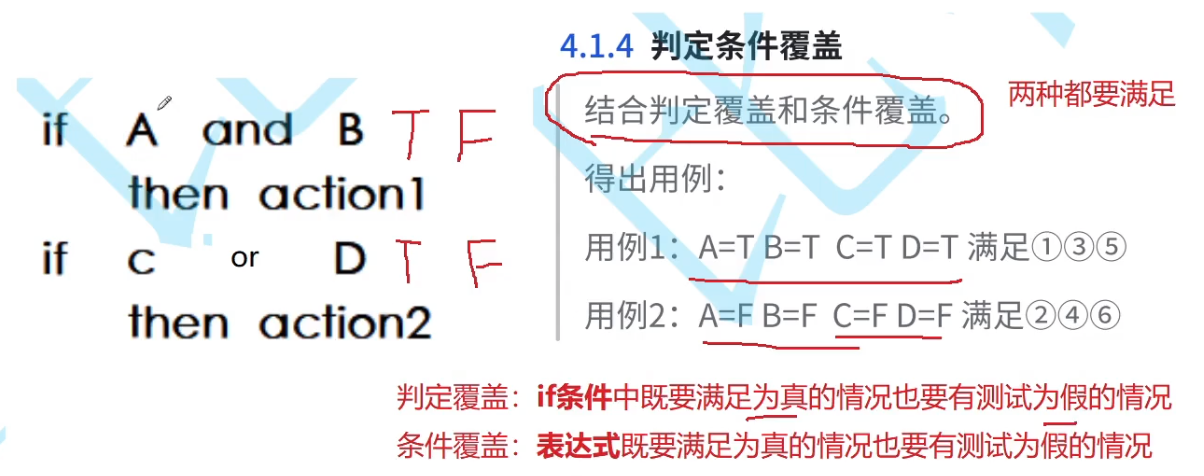 4.1.4 判定条件覆盖
if A and B T F
then action1
if c or D T F
then action2
结合判定覆盖和条件覆盖。
两种都要满足
得出用例：
用例1：A=T B=T C=T D=T 满足①③⑤
用例2：A=F B=F C=F D=F 满足②④⑥
判定覆盖：if条件中既要满足为真的情况也要有测试为假的情况
条件覆盖：表达式既要满足为真的情况也要有测试为假的情况